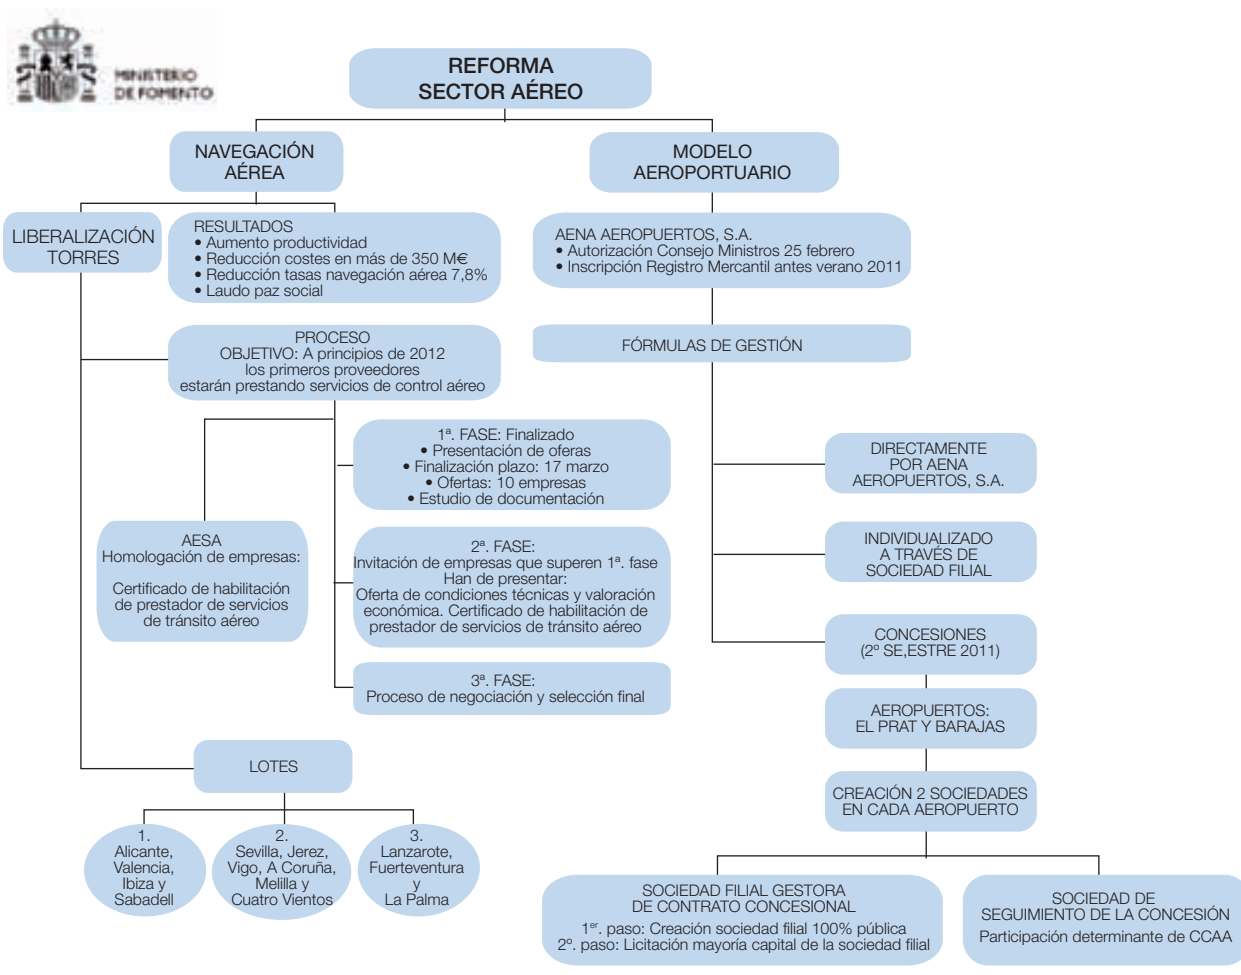 MINISTERIO
DE FOMENTO
REFORMA
SECTOR AÉREO
NAVEGACIÓN
AÉREA
MODELO
AEROPORTUARIO
LIBERALIZACIÓN
TORRES
RESULTADOS
• Aumento productividad
• Reducción costes en más de 350 M€
• Reducción tasas navegación aérea 7,8%
• Laudo paz social
AENA AEROPUERTOS, S.A.
• Autorización Consejo Ministros 25 febrero
• Inscripción Registro Mercantil antes verano 2011
PROCESO
OBJETIVO: A principios de 2012
los primeros proveedores
estarán prestando servicios de control aéreo
FÓRMULAS DE GESTIÓN
1ª. FASE: Finalizado
• Presentación de oferas
• Finalización plazo: 17 marzo
• Ofertas: 10 empresas
• Estudio de documentación
DIRECTAMENTE
POR AENA
AEROPUERTOS, S.A.
AESA
Homologación de empresas:
Certificado de habilitación
de prestador de servicios
de tránsito aéreo
2ª. FASE:
Invitación de empresas que superen 1ª. fase
Han de presentar:
Oferta de condiciones técnicas y valoración
económica. Certificado de habilitación de
prestador de servicios de tránsito aéreo
INDIVIDUALIZADO
A TRAVÉS DE
SOCIEDAD FILIAL
CONCESIONES
(2º SE,ESTRE 2011)
3ª. FASE:
Proceso de negociación y selección final
AEROPUERTOS:
EL PRAT Y BARAJAS
LOTES
CREACIÓN 2 SOCIEDADES
EN CADA AEROPUERTO
1.
Alicante,
Valencia,
Ibiza y
Sabadell
2.
Sevilla, Jerez,
Vigo, A Coruña,
Melilla y
Cuatro Vientos
3.
Lanzarote,
Fuerteventura
y
La Palma
SOCIEDAD FILIAL GESTORA
DE CONTRATO CONCESIONAL
1er. paso: Creación sociedad filial 100% pública
2º. paso: Licitación mayoría capital de la sociedad filial
SOCIEDAD DE
SEGUIMIENTO DE LA CONCESIÓN
Participación determinante de CCAA